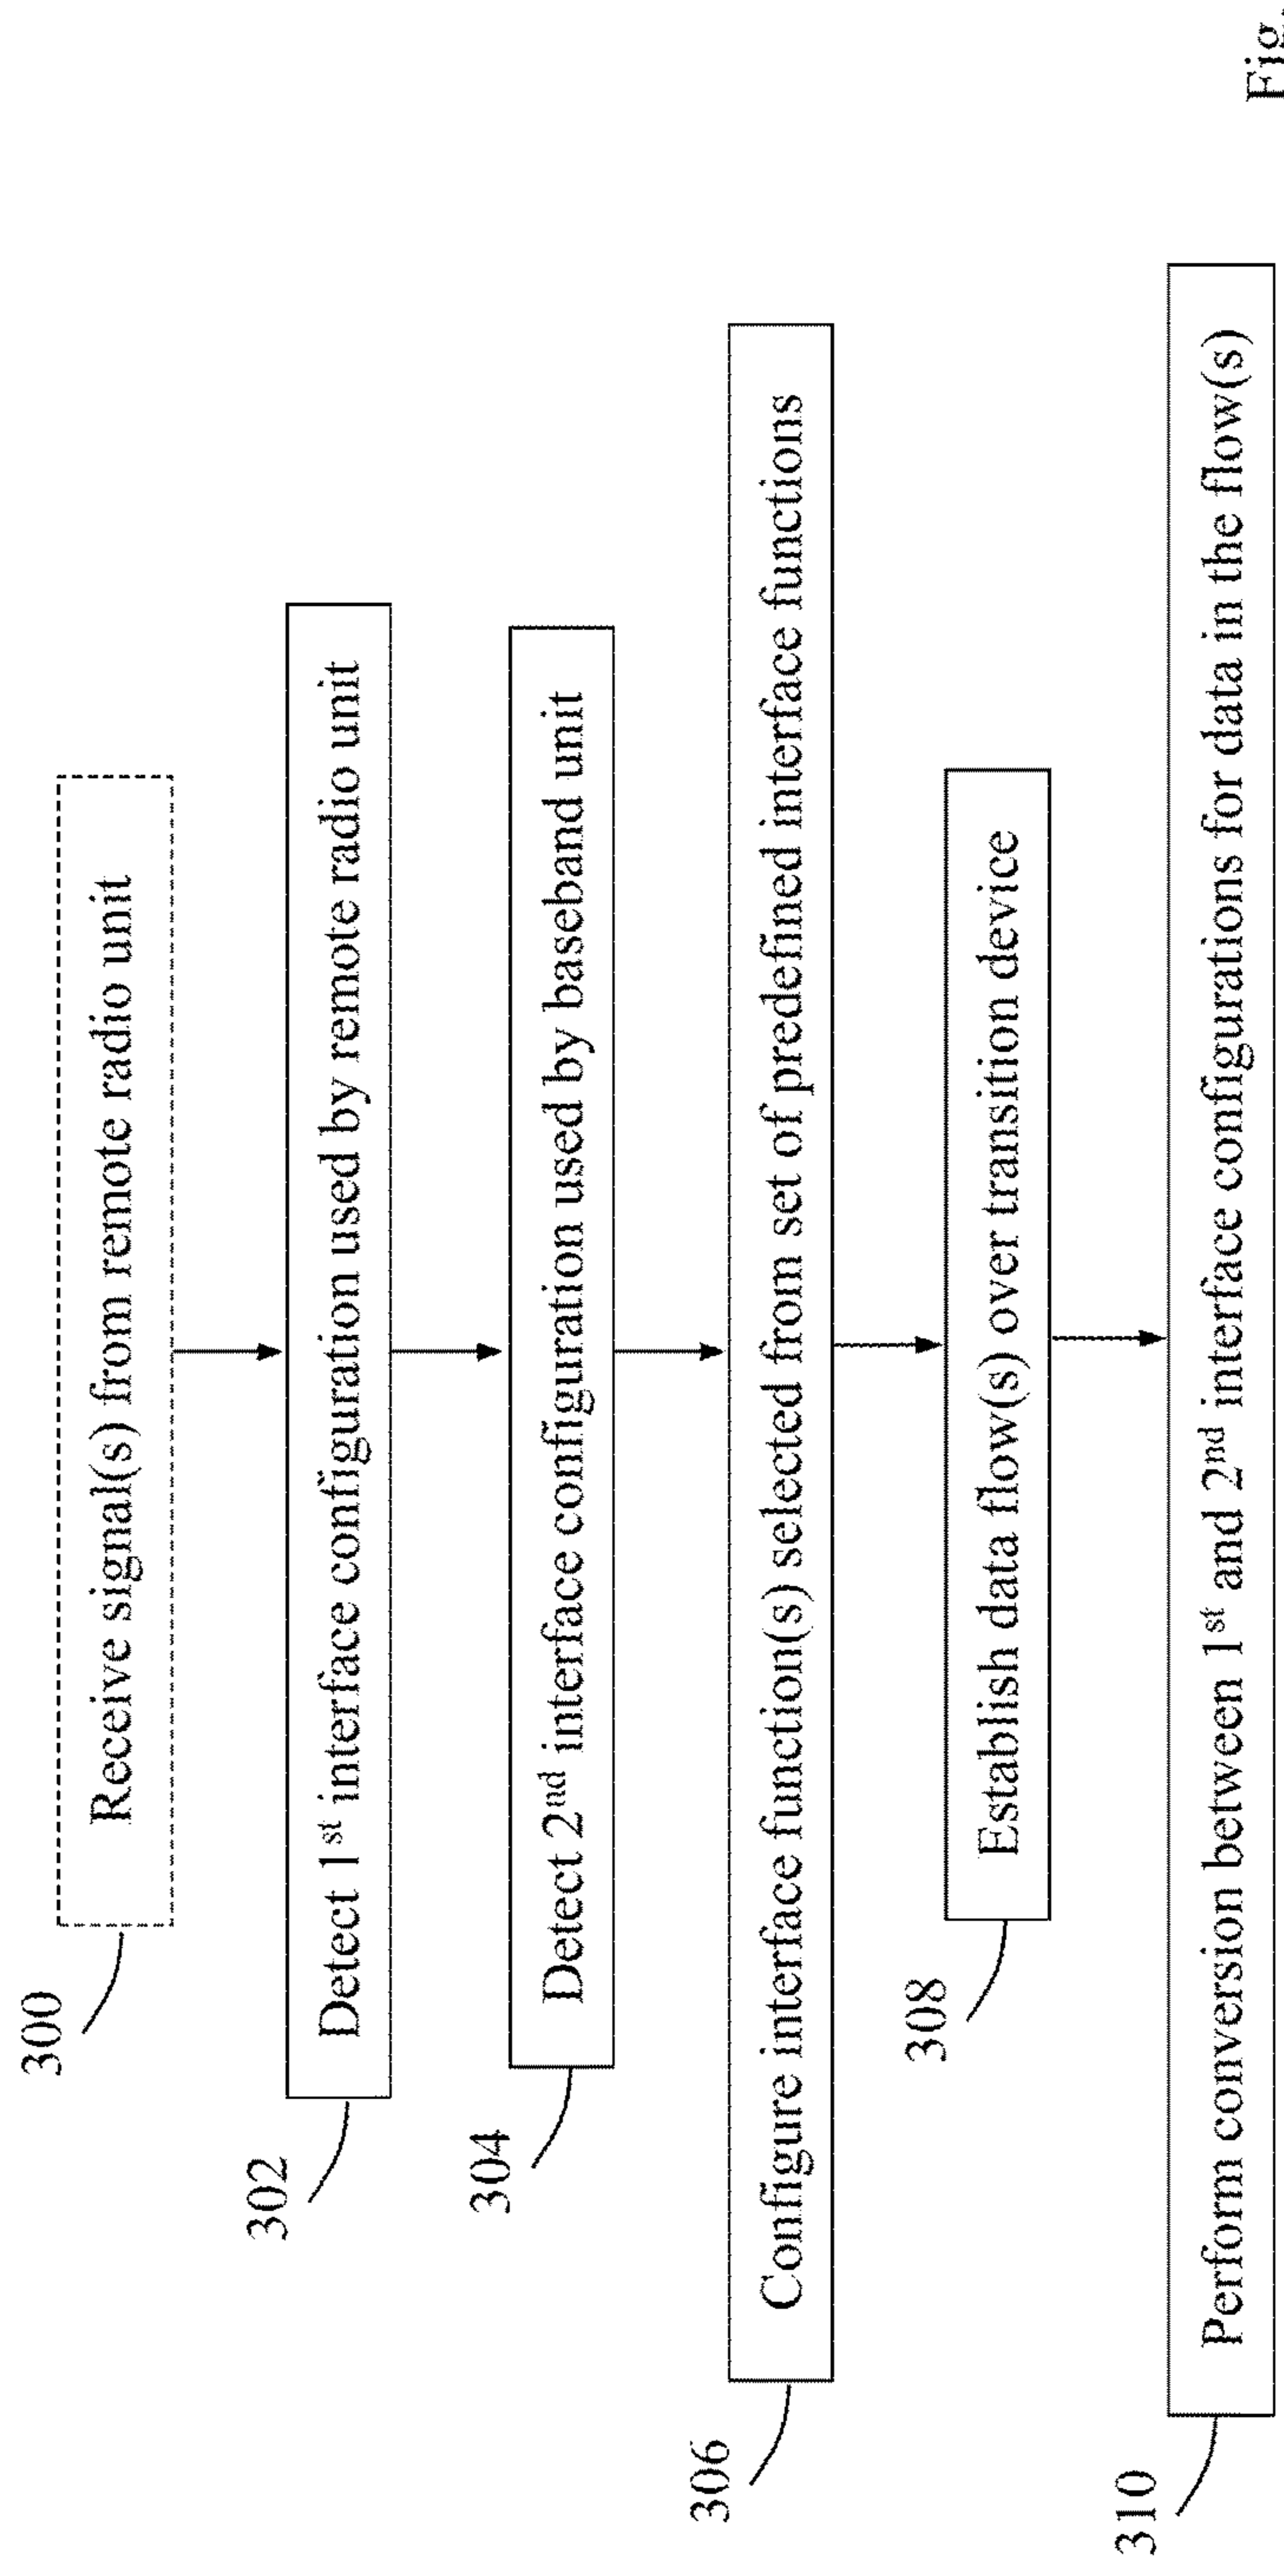 300
Receive signal(s) from remote radio unit
302
Detect 1st interface configuration used by remote radio unit
304
Detect 2nd interface configuration used by baseband unit
306
Configure interface function(s) selected from set of predefined interface functions
308
Establish data flow(s) over transition device
310
Perform conversion between 1st and 2nd interface configurations for data in the flow(s)
Fig.